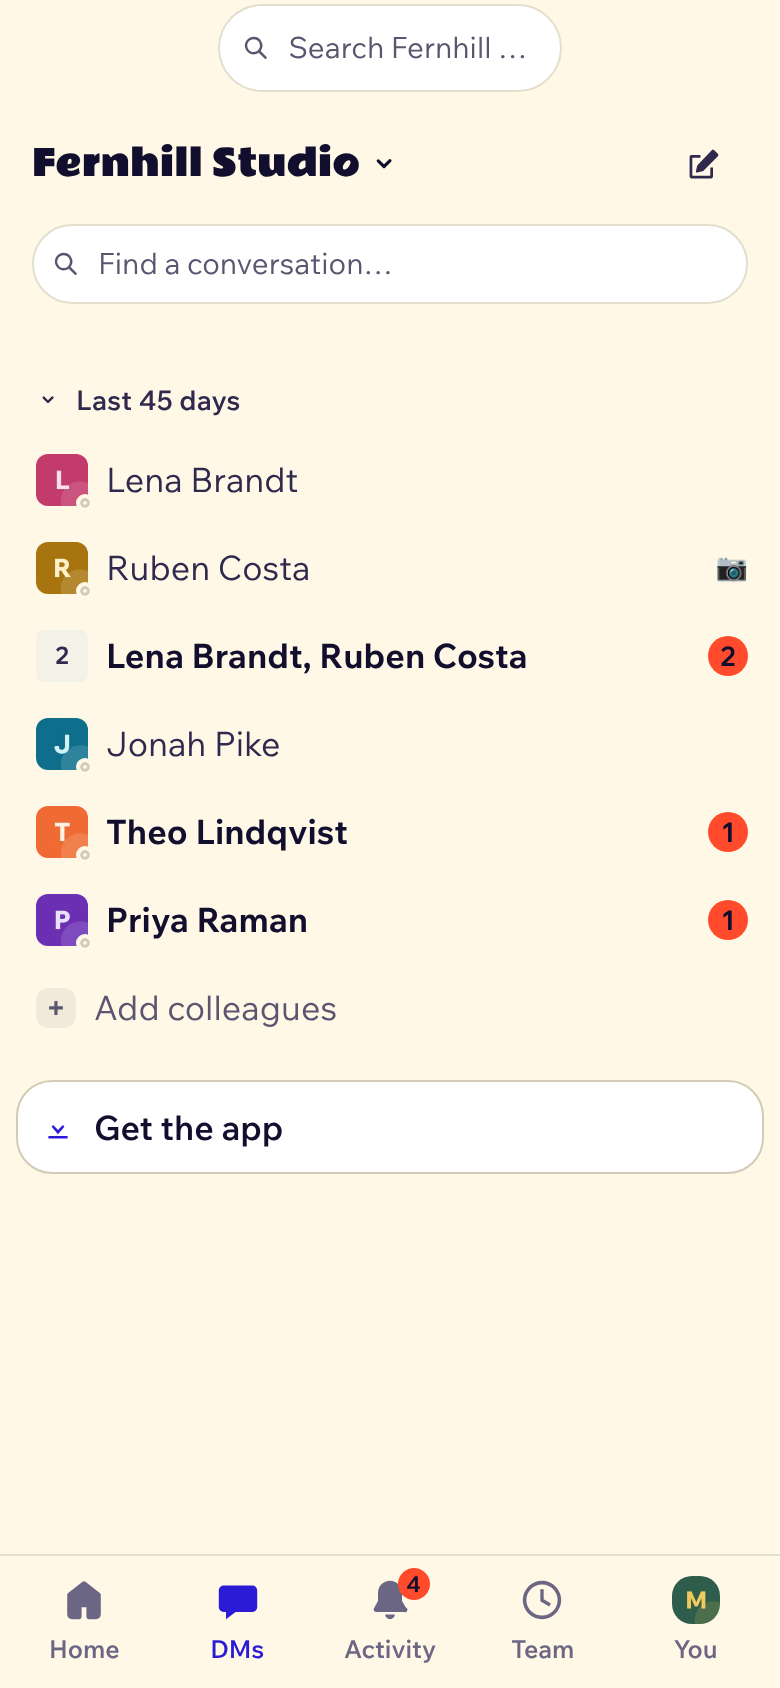 Search Fernhill …
Fernhill Studio
Find a conversation…
Last 45 days
L Lena Brandt
R Ruben Costa
2 Lena Brandt, Ruben Costa 2
J Jonah Pike
T Theo Lindqvist 1
P Priya Raman 1
+ Add colleagues
Get the app
4 M
Home DMs Activity Team You